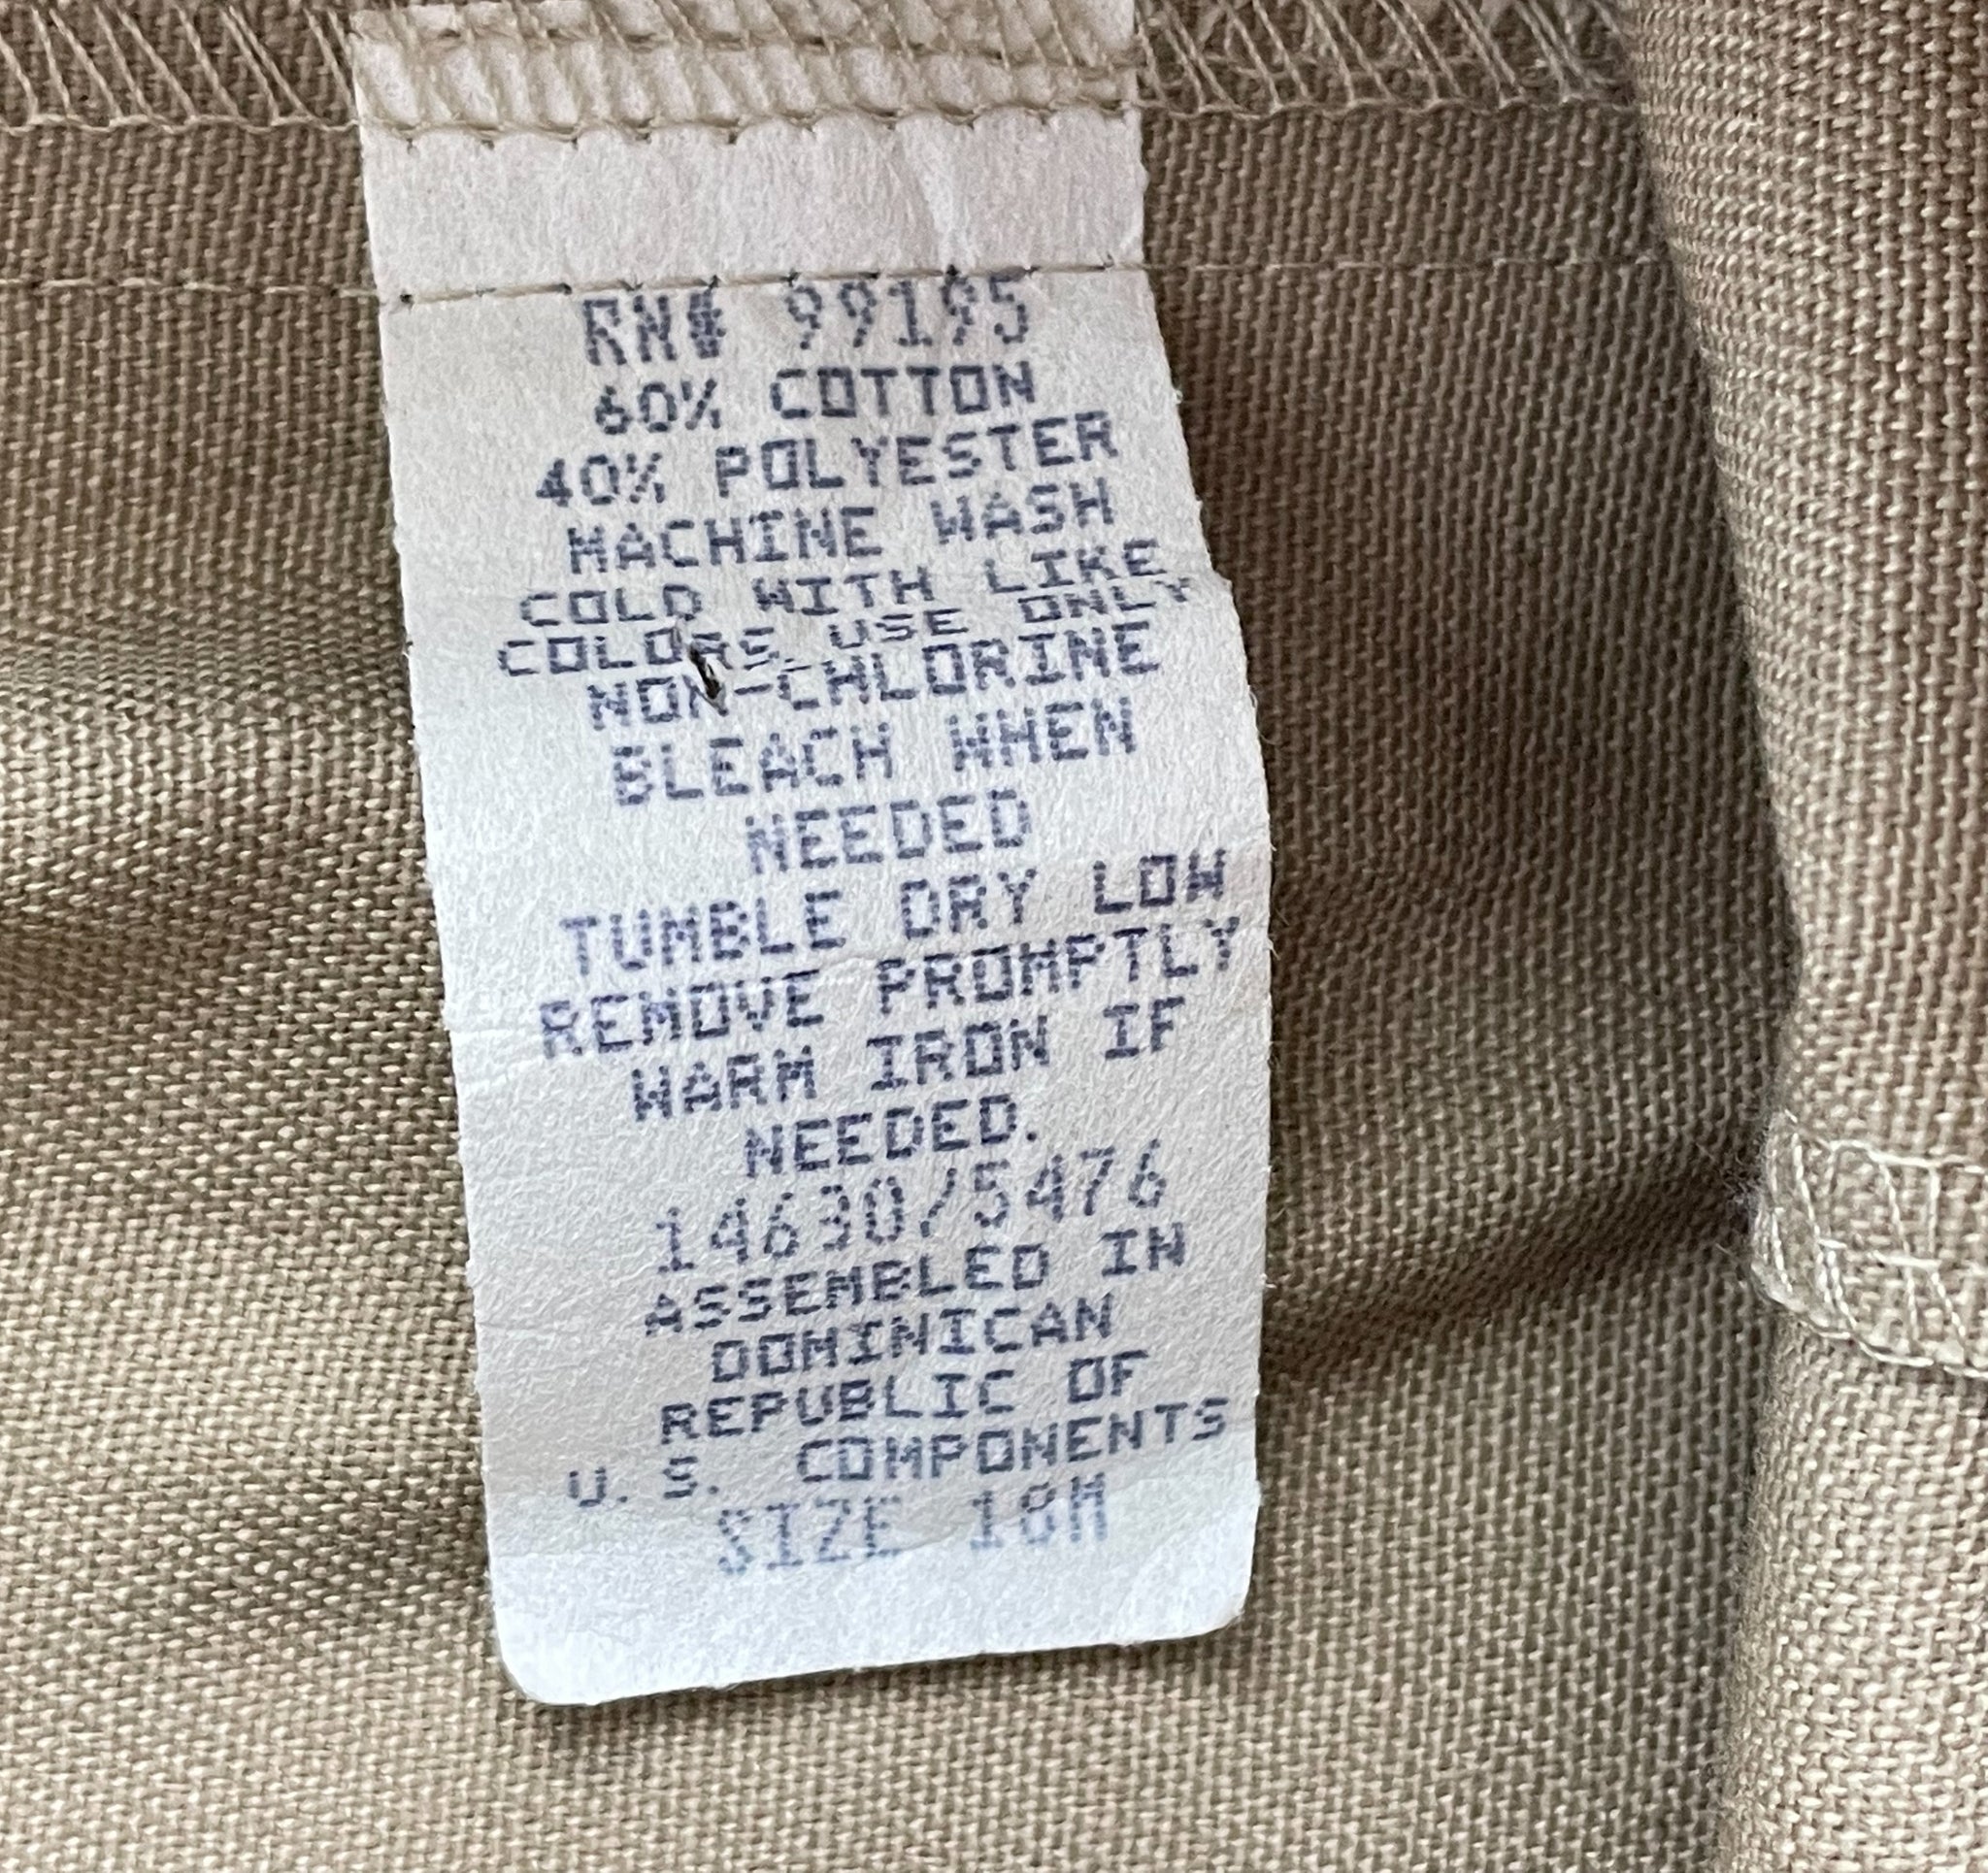 RN# 99195
60% COTTON
40% POLYESTER
MACHINE WASH
COLD WITH LIKE
COLORS. USE ONLY
NON-CHLORINE
BLEACH WHEN
NEEDED
TUMBLE DRY LOW
REMOVE PROMPTLY
WARM IRON IF
NEEDED.
14630/5476
ASSEMBLED IN
DOMINICAN
REPUBLIC OF
U. S. COMPONENTS
SIZE 18M